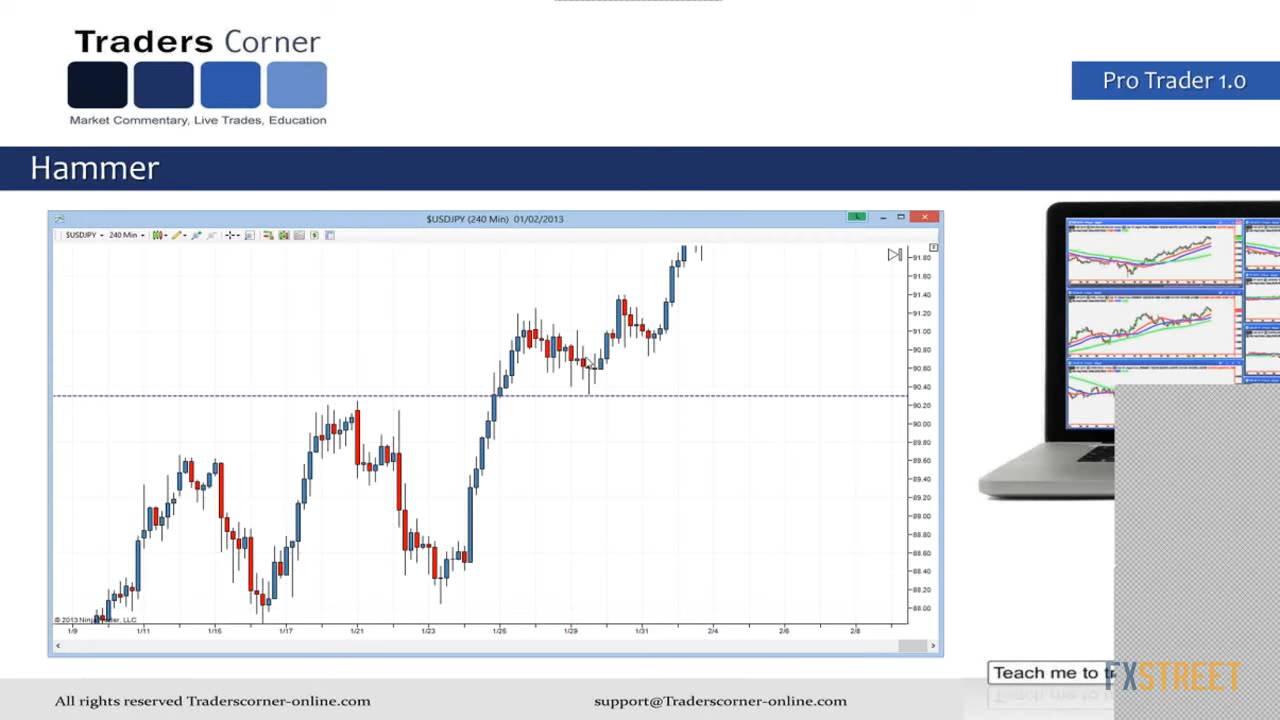 Traders Corner
Market Commentary, Live Trades, Education
Pro Trader 1.0
Hammer
$USDJPY (240 Min) 01/02/2013
$USDJPY 240 Min
F
91.80
91.60
91.40
91.20
91.00
90.80
90.60
90.40
90.20
90.00
89.80
89.60
89.40
89.20
89.00
88.80
88.60
88.40
88.20
88.00
© 2013 NinjaTrader, LLC
1/9 1/11 1/16 1/17 1/21 1/23 1/25 1/29 1/31 2/4 2/6 2/8
Teach me to tr
FXSTREET
All rights reserved Traderscorner-online.com
support@Traderscorner-online.com